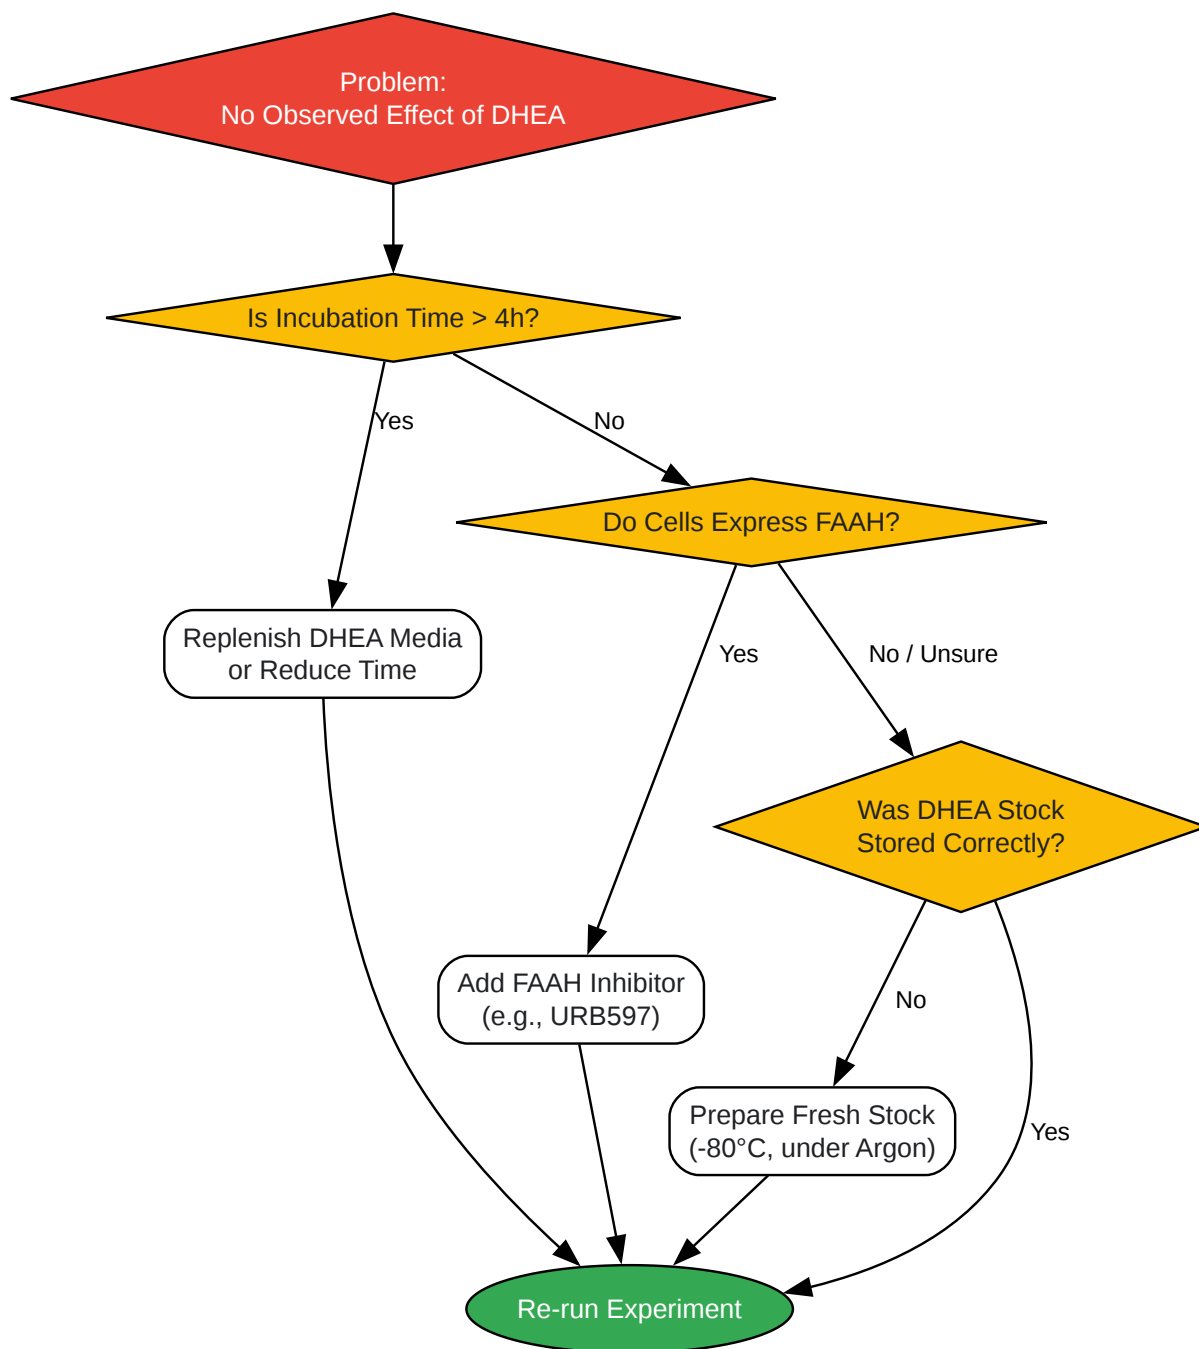 Problem:
No Observed Effect of DHEA
Is Incubation Time > 4h?
Yes
No
Do Cells Express FAAH?
Replenish DHEA Media
or Reduce Time
Yes
No / Unsure
Was DHEA Stock
Stored Correctly?
Add FAAH Inhibitor
(e.g., URB597)
No
Prepare Fresh Stock
(-80°C, under Argon)
Yes
Re-run Experiment